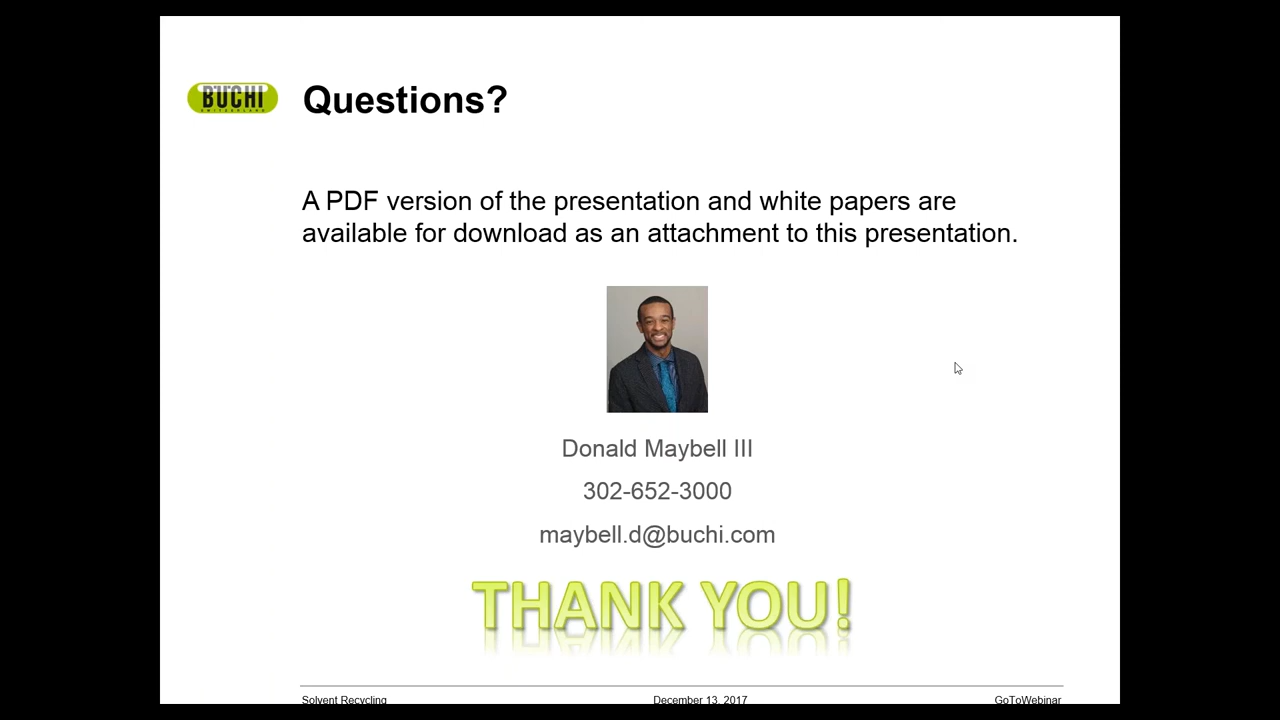 BUCHI
SWITZERLAND
Questions?
A PDF version of the presentation and white papers are
available for download as an attachment to this presentation.
Donald Maybell III
302-652-3000
maybell.d@buchi.com
THANK YOU!
Solvent Recycling
December 13, 2017
GoToWebinar